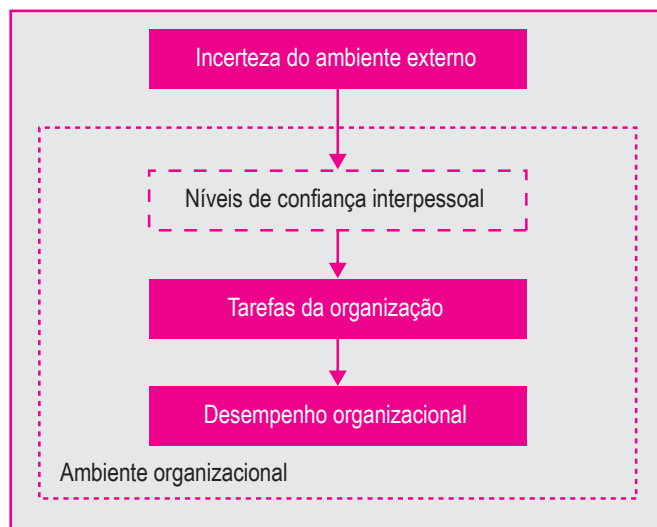 Incerteza do ambiente externo
Níveis de confiança interpessoal
Tarefas da organização
Desempenho organizacional
Ambiente organizacional